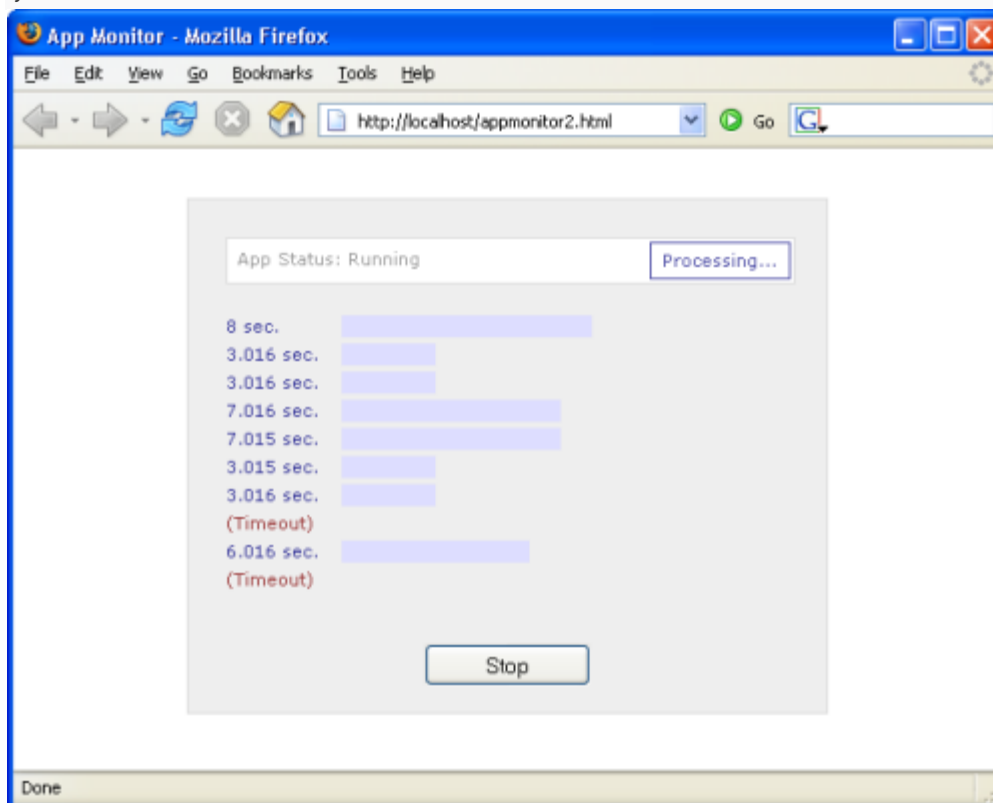 App Monitor - Mozilla Firefox
File Edit View Go Bookmarks Tools Help
http://localhost/appmonitor2.html Go G
App Status: Running Processing...
8 sec.
3.016 sec.
3.016 sec.
7.016 sec.
7.015 sec.
3.015 sec.
3.016 sec.
(Timeout)
6.016 sec.
(Timeout)
Stop
Done